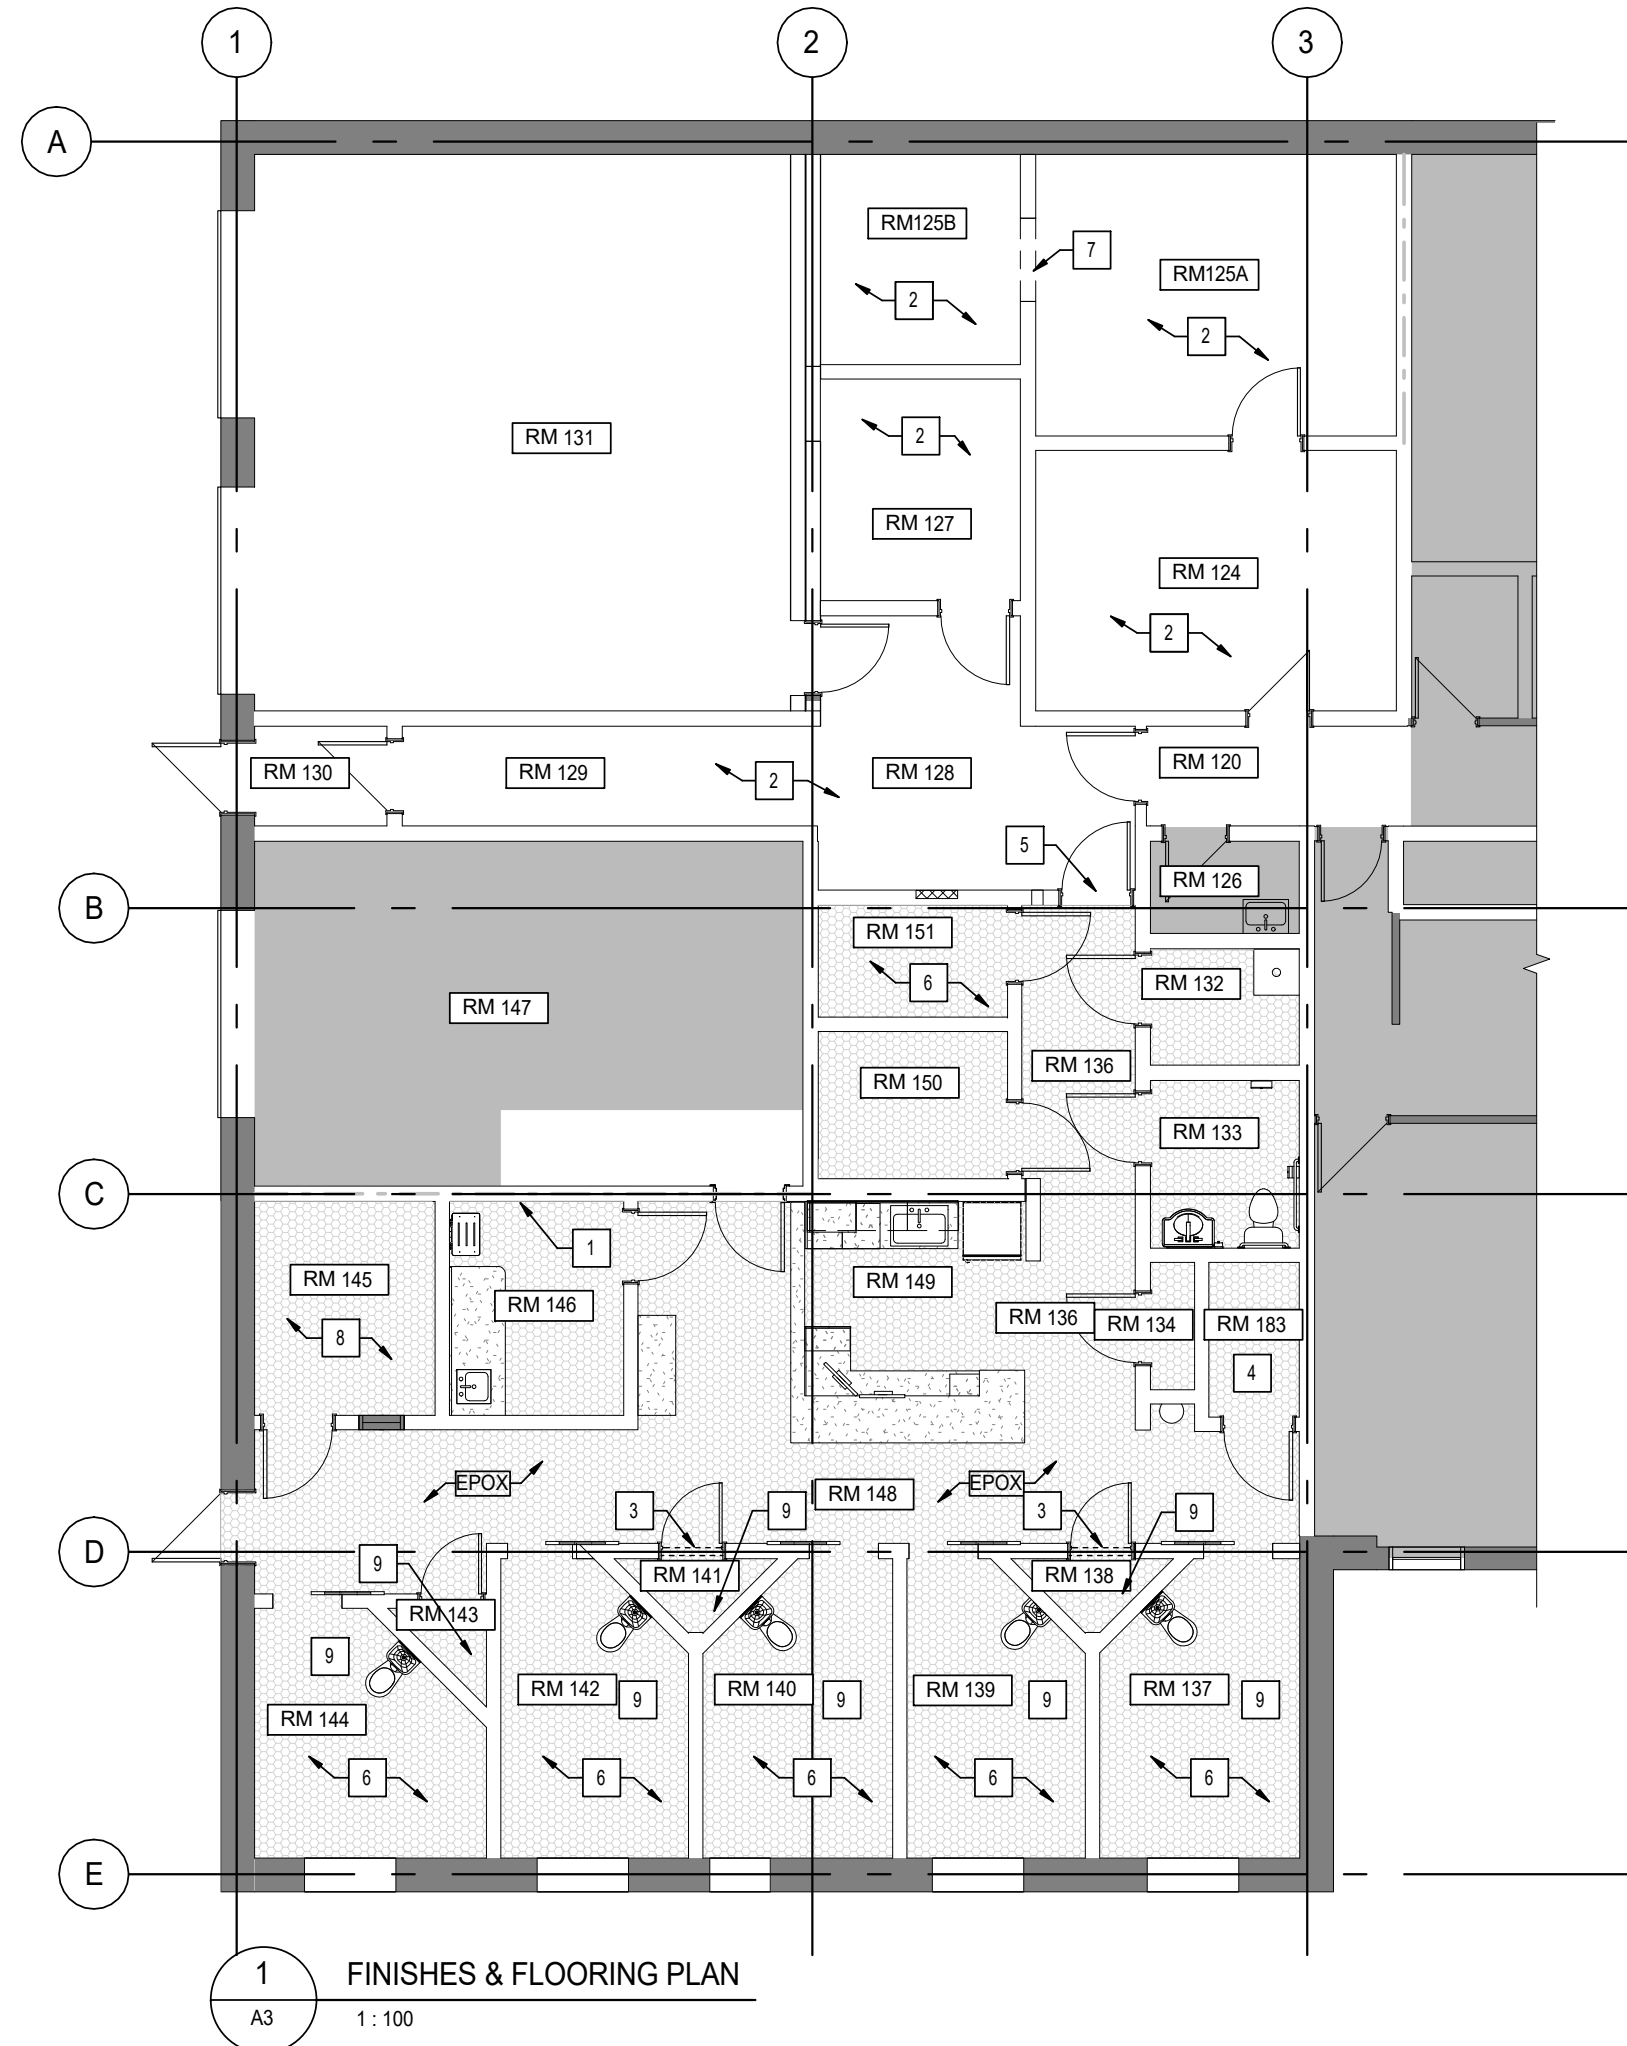 1
2
3
A
RM125B
7
RM125A
2
2
RM 131
2
RM 127
RM 124
2
RM 130
RM 129
2
RM 128
RM 120
5
RM 126
B
RM 151
6
RM 132
RM 147
RM 136
RM 150
RM 133
C
1
RM 145
RM 146
RM 149
RM 136
RM 134
RM 183
8
4
EPOX
RM 148
EPOX
3
9
3
9
D
9
RM 141
RM 138
RM 143
9
RM 142
9
RM 140
9
RM 139
9
RM 137
9
RM 144
6
6
6
6
6
E
1
FINISHES & FLOORING PLAN
A3
1 : 100